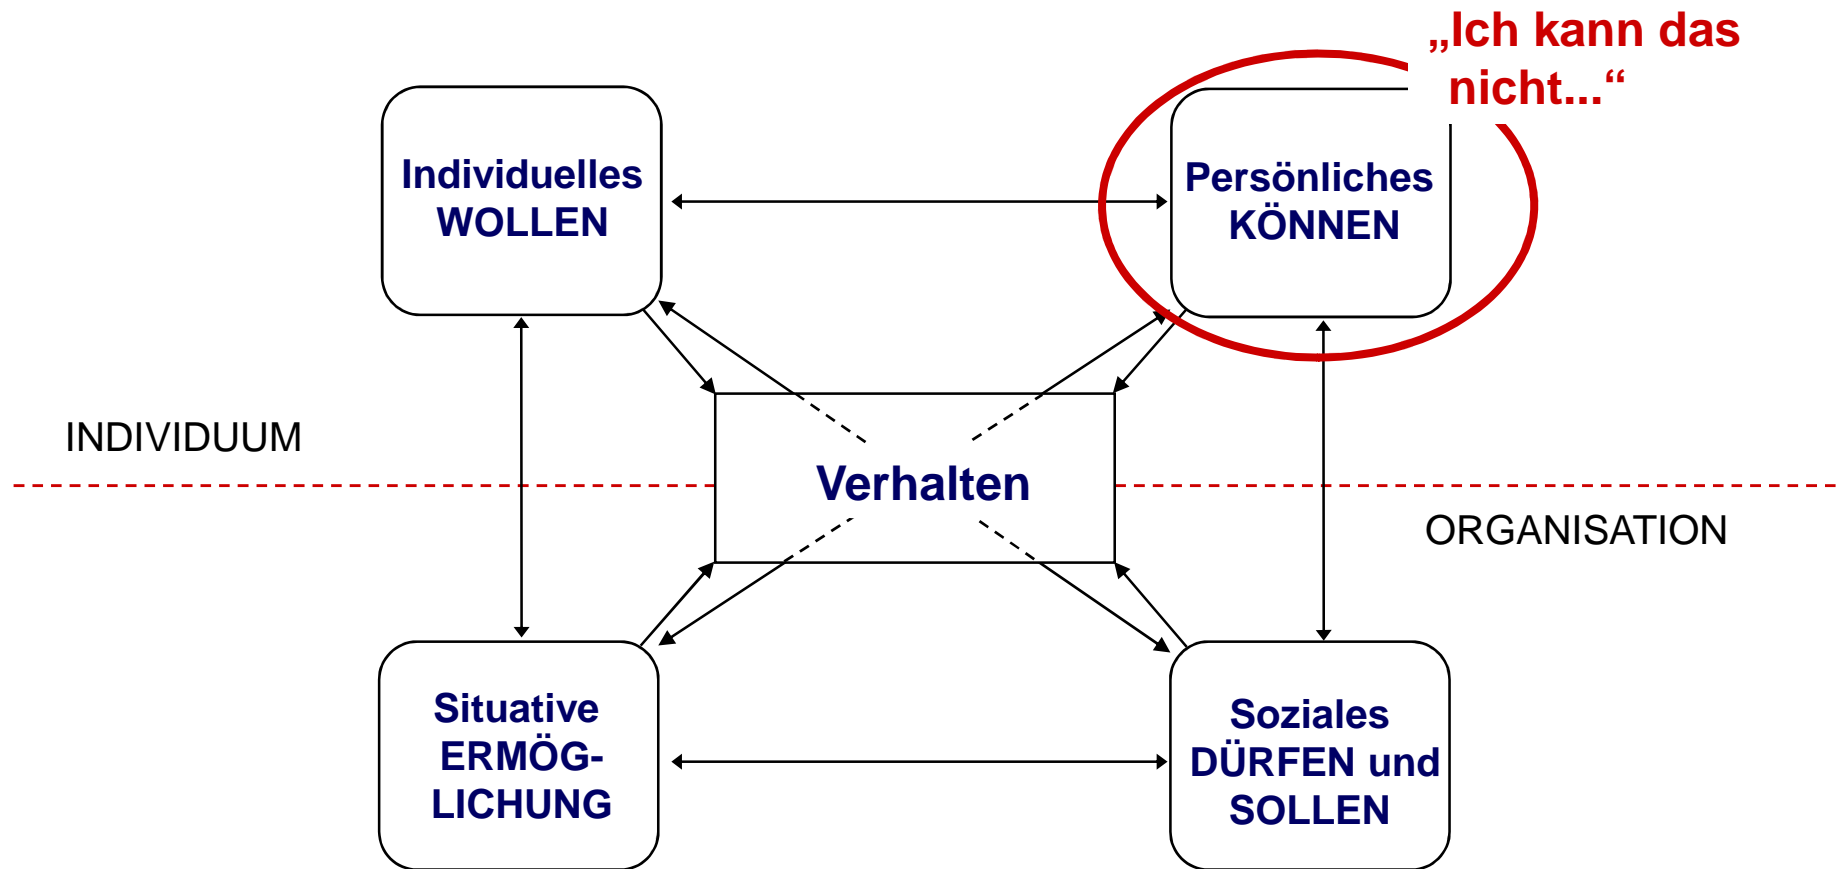 „Ich kann das
nicht...“
Individuelles
WOLLEN
Persönliches
KÖNNEN
INDIVIDUUM
Verhalten
ORGANISATION
Situative
ERMÖG-
LICHUNG
Soziales
DÜRFEN und
SOLLEN